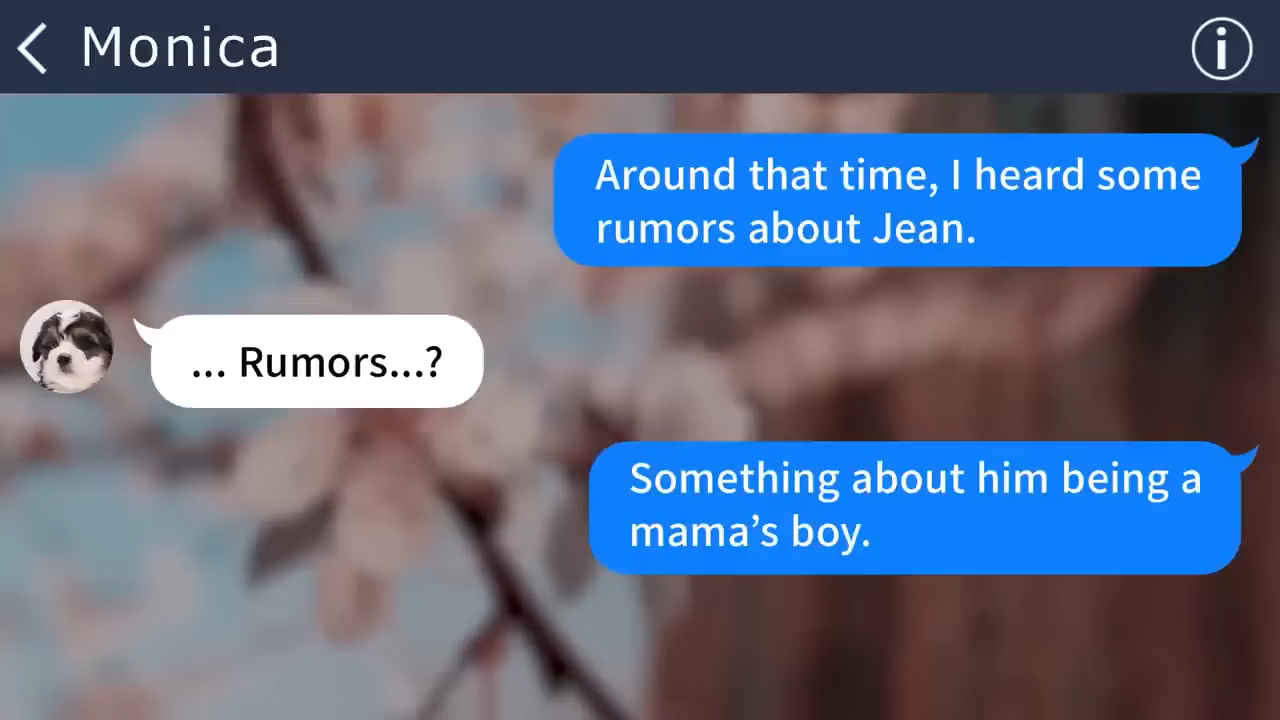 Monica
Around that time, I heard some
rumors about Jean.
... Rumors...?
Something about him being a
mama’s boy.